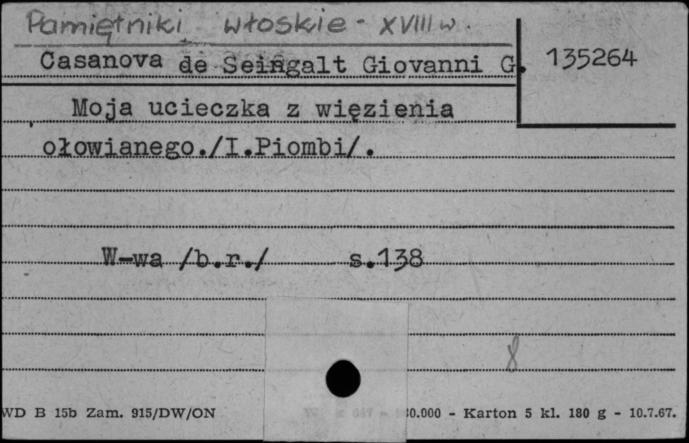 Pamiętniki włoskie - XVIII w.
Casanova de Seingalt Giovanni G.
135264
Moja ucieczka z więzienia
ołowianego./I.Piombi/.
W-wa /b.r./ s.138
8
WD B 15b Zam. 915/DW/ON 0.000 - Karton 5 kl. 180 g - 10.7.67.